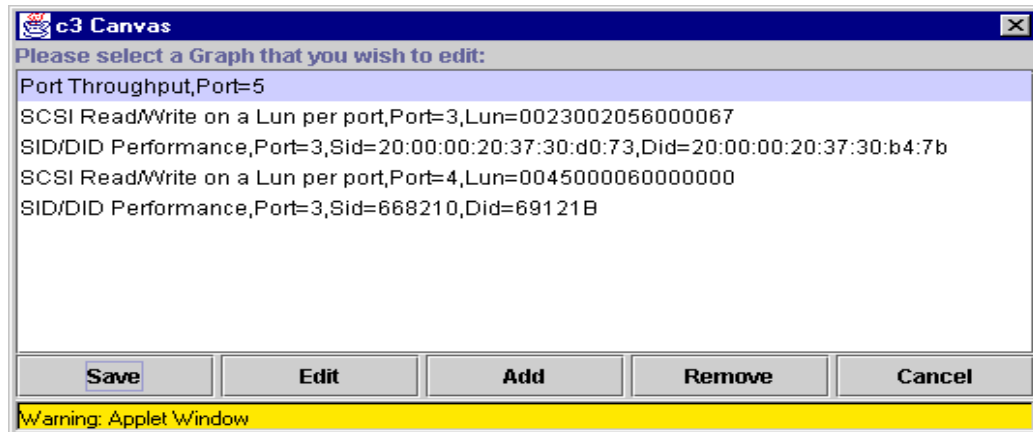 c3 Canvas
Please select a Graph that you wish to edit:
Port Throughput,Port=5
SCSI Read/Write on a Lun per port,Port=3,Lun=0023002056000067
SID/DID Performance,Port=3,Sid=20:00:00:20:37:30:d0:73,Did=20:00:00:20:37:30:b4:7b
SCSI Read/Write on a Lun per port,Port=4,Lun=0045000060000000
SID/DID Performance,Port=3,Sid=668210,Did=69121B
Save Edit Add Remove Cancel
Warning: Applet Window